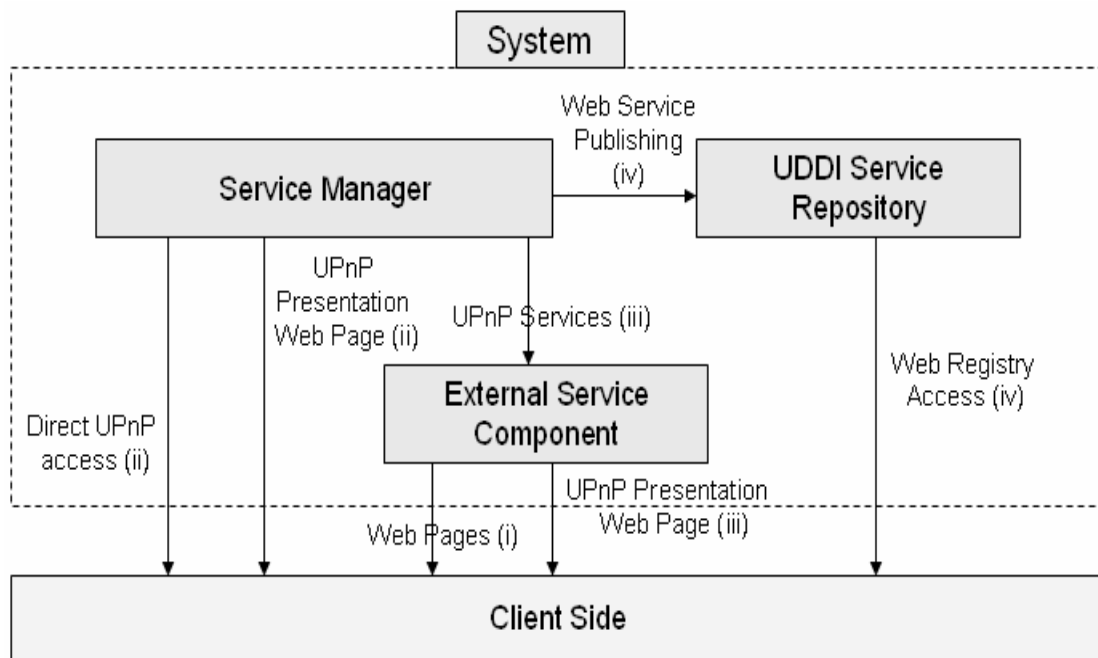 System
Web Service
Publishing
(iv)
Service Manager
UDDI Service
Repository
UPnP
Presentation
Web Page (ii)
UPnP Services (iii)
External Service
Component
Web Registry
Access (iv)
Direct UPnP
access (ii)
UPnP Presentation
Web Page (iii)
Web Pages (i)
Client Side